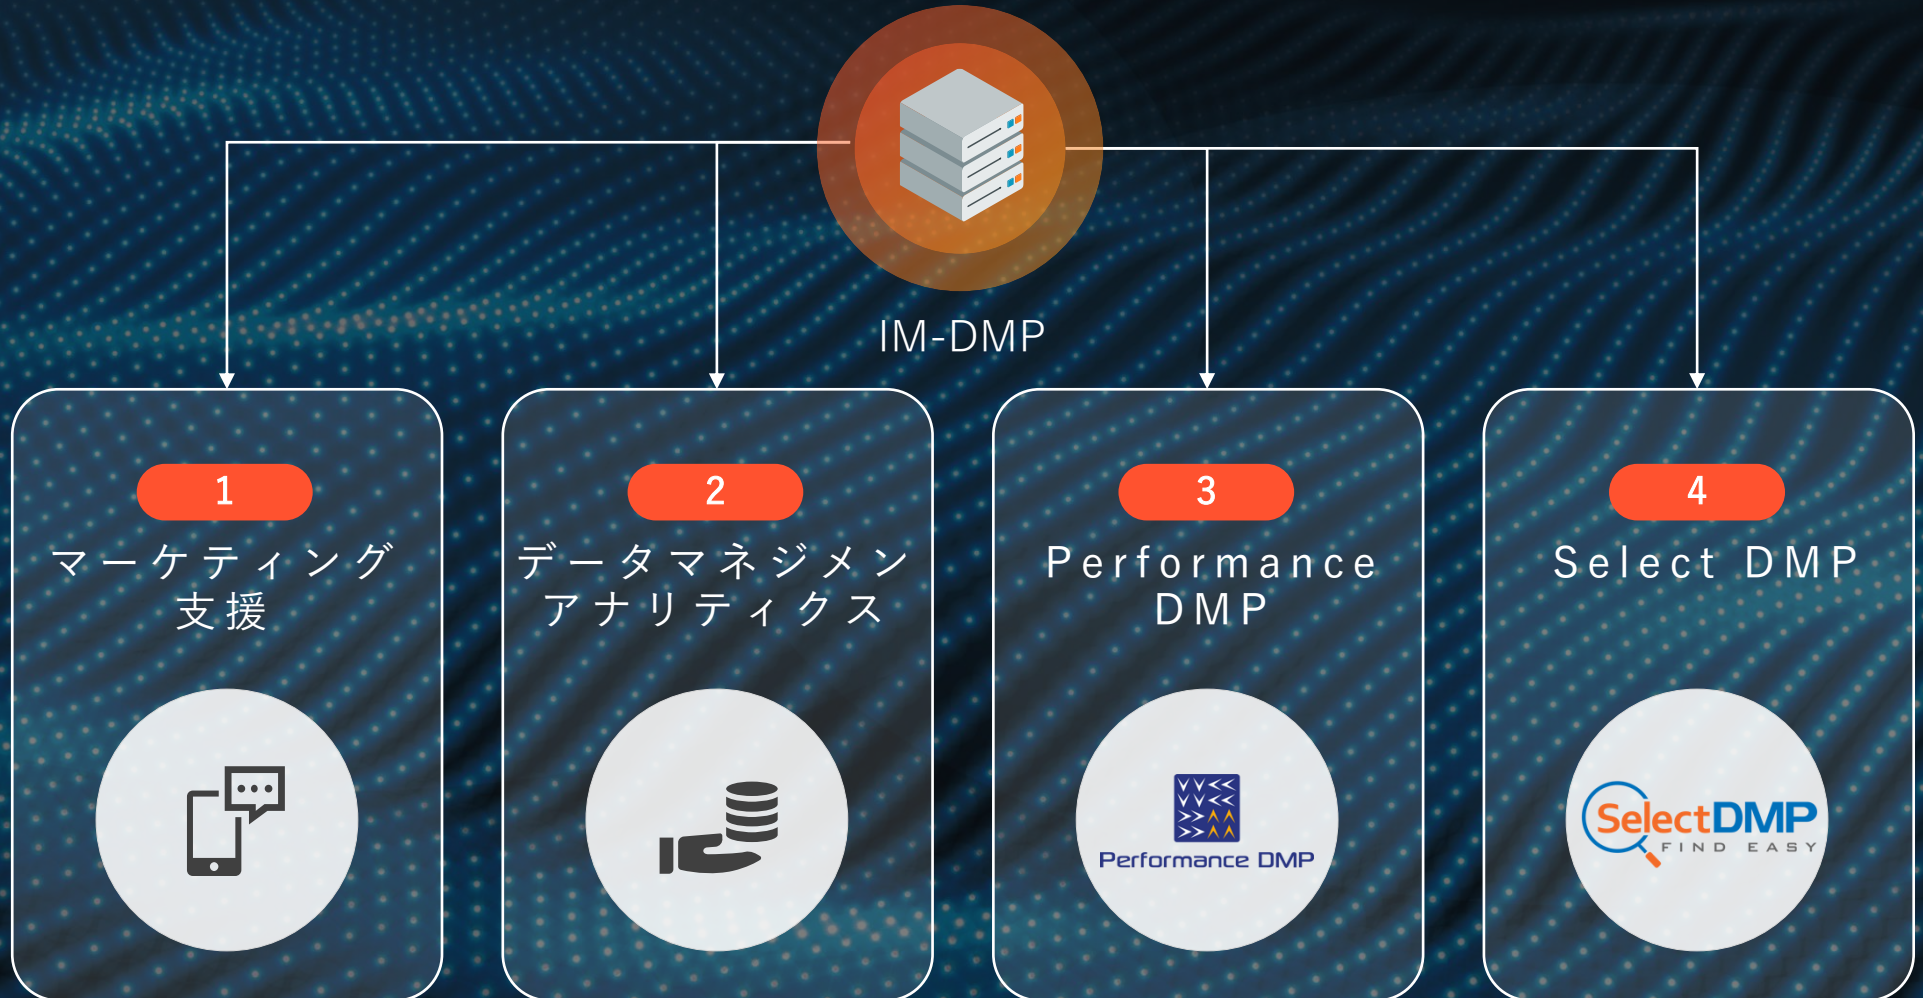 IM-DMP
1
マーケティング
支援
2
データマネジメン
アナリティクス
3
Performance
DMP
Performance DMP
4
Select DMP
SelectDMP
FIND EASY